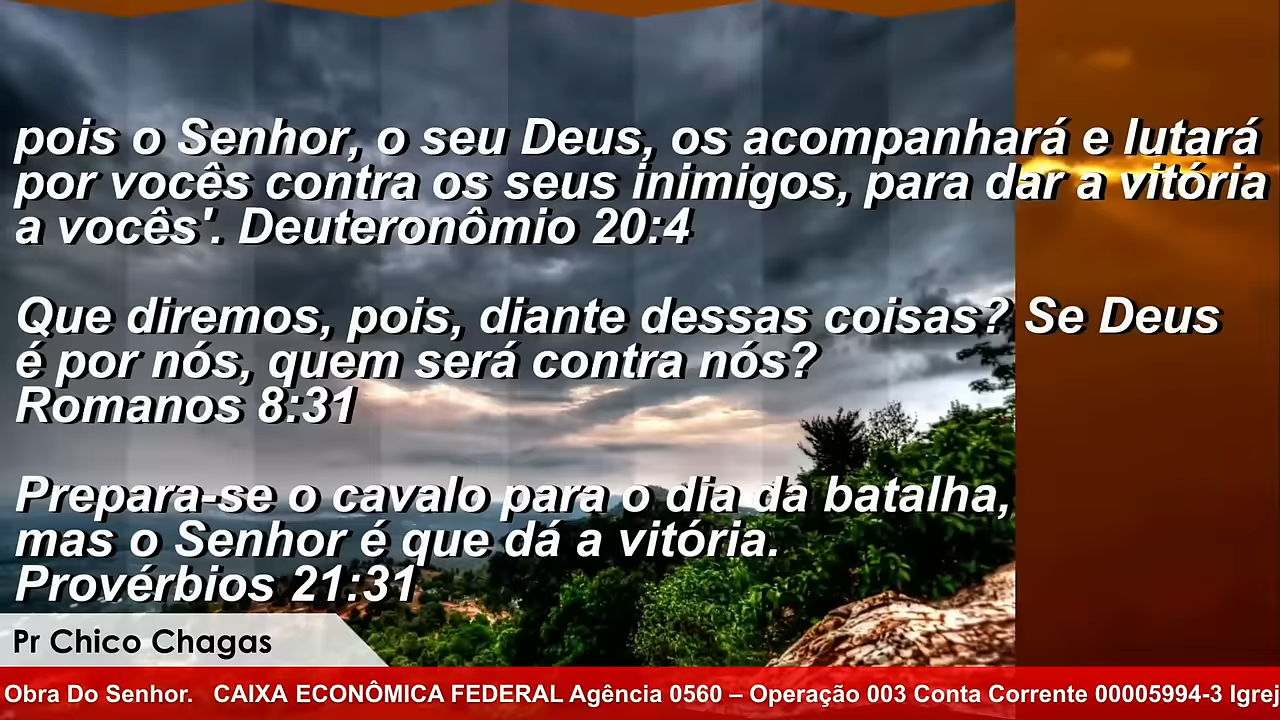 pois o Senhor, o seu Deus, os acompanhará e lutará
por vocês contra os seus inimigos, para dar a vitória
a vocês'. Deuteronômio 20:4
Que diremos, pois, diante dessas coisas? Se Deus
é por nós, quem será contra nós?
Romanos 8:31
Prepara-se o cavalo para o dia da batalha,
mas o Senhor é que dá a vitória.
Provérbios 21:31
Pr Chico Chagas
Obra Do Senhor. CAIXA ECONÔMICA FEDERAL Agência 0560 – Operação 003 Conta Corrente 00005994-3 Igrej